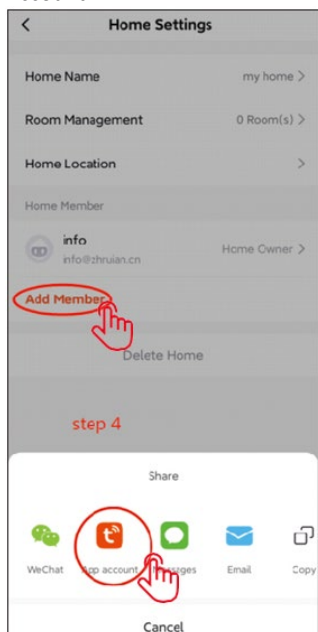 Home Settings
Home Name my home
Room Management 0 Room(s)
Home Location
Home Member
info
info@zhruian.cn Home Owner
Add Member
Delete Home
step 4
Share
WeChat App account Messages Email Copy
Cancel